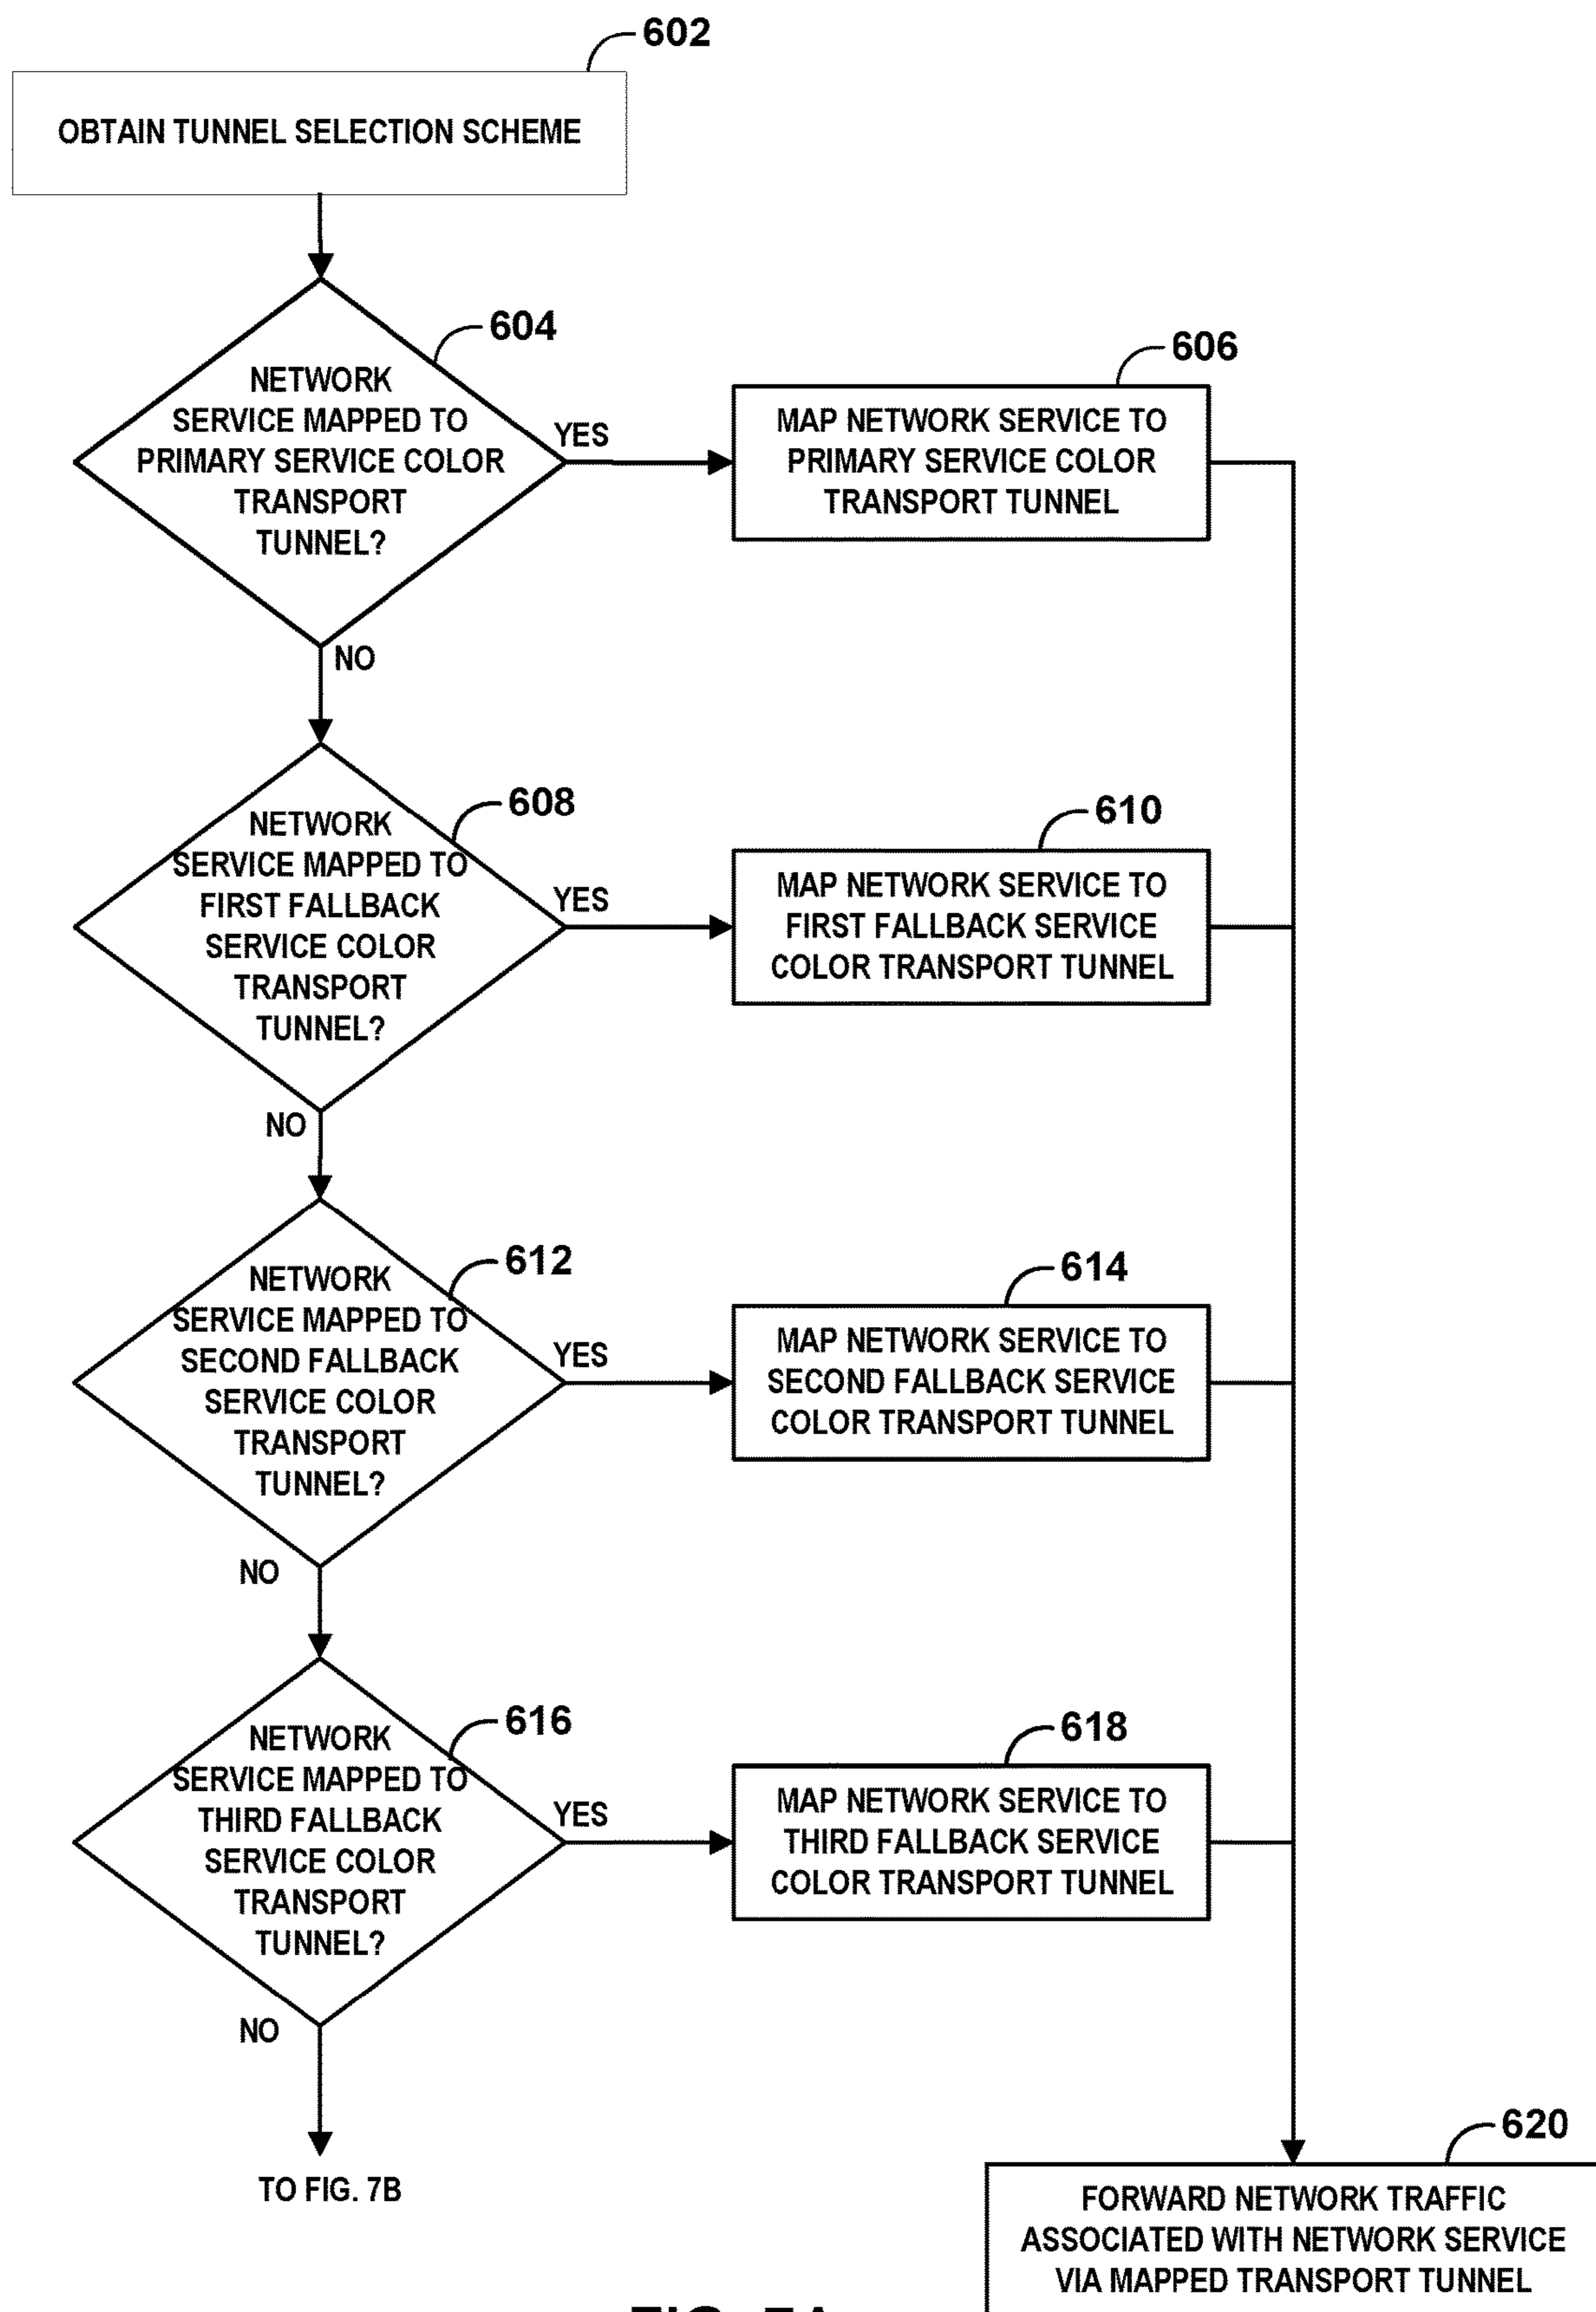 602
OBTAIN TUNNEL SELECTION SCHEME
604
NETWORK
SERVICE MAPPED TO
PRIMARY SERVICE COLOR
TRANSPORT
TUNNEL?
YES
606
MAP NETWORK SERVICE TO
PRIMARY SERVICE COLOR
TRANSPORT TUNNEL
NO
608
NETWORK
SERVICE MAPPED TO
FIRST FALLBACK
SERVICE COLOR
TRANSPORT
TUNNEL?
YES
610
MAP NETWORK SERVICE TO
FIRST FALLBACK SERVICE
COLOR TRANSPORT TUNNEL
NO
612
NETWORK
SERVICE MAPPED TO
SECOND FALLBACK
SERVICE COLOR
TRANSPORT
TUNNEL?
YES
614
MAP NETWORK SERVICE TO
SECOND FALLBACK SERVICE
COLOR TRANSPORT TUNNEL
NO
616
NETWORK
SERVICE MAPPED TO
THIRD FALLBACK
SERVICE COLOR
TRANSPORT
TUNNEL?
YES
618
MAP NETWORK SERVICE TO
THIRD FALLBACK SERVICE
COLOR TRANSPORT TUNNEL
NO
TO FIG. 7B
620
FORWARD NETWORK TRAFFIC
ASSOCIATED WITH NETWORK SERVICE
VIA MAPPED TRANSPORT TUNNEL